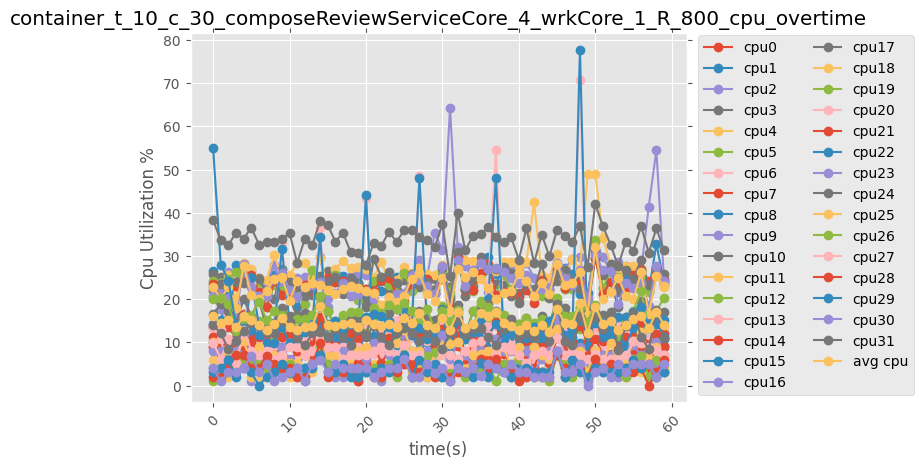 container_t_10_c_30_composeReviewServiceCore_4_wrkCore_1_R_800_cpu_overtime
80
70
60
50
40
30
20
10
0
Cpu Utilization %
0 10 20 30 40 50 60
time(s)
cpu0
cpu1
cpu2
cpu3
cpu4
cpu5
cpu6
cpu7
cpu8
cpu9
cpu10
cpu11
cpu12
cpu13
cpu14
cpu15
cpu16
cpu17
cpu18
cpu19
cpu20
cpu21
cpu22
cpu23
cpu24
cpu25
cpu26
cpu27
cpu28
cpu29
cpu30
cpu31
avg cpu